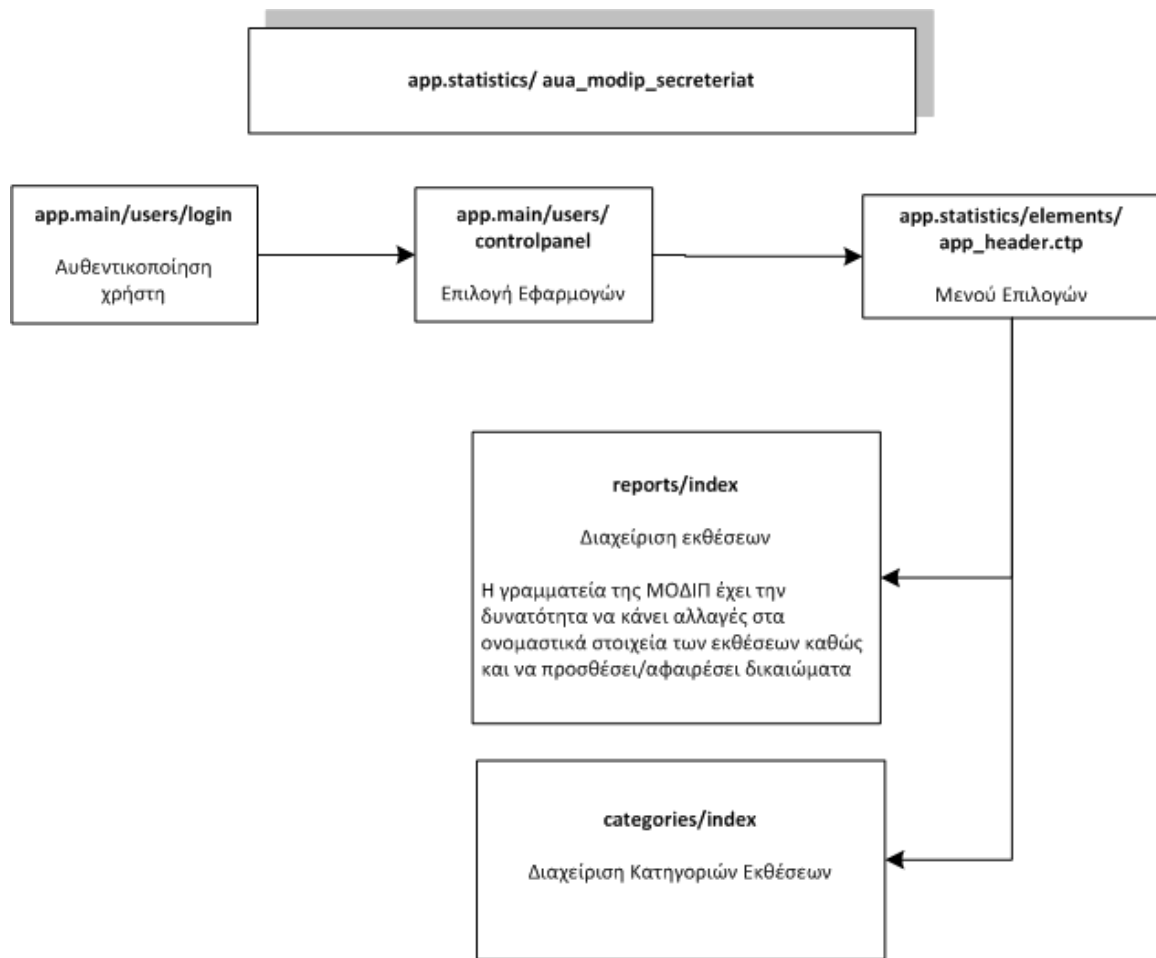 app.statistics/ aua_modip_secreteriat
app.main/users/login
Αυθεντικοποίηση
χρήστη
app.main/users/
controlpanel
Επιλογή Εφαρμογών
app.statistics/elements/
app_header.ctp
Μενού Επιλογών
reports/index
Διαχείριση εκθέσεων
Η γραμματεία της ΜΟΔΙΠ έχει την
δυνατότητα να κάνει αλλαγές στα
ονομαστικά στοιχεία των εκθέσεων καθώς
και να προσθέσει/αφαιρέσει δικαιώματα
categories/index
Διαχείριση Κατηγοριών Εκθέσεων